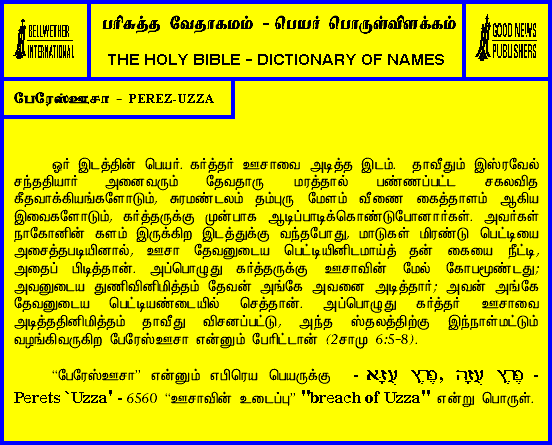 BELLWETHER
INTERNATIONAL
பரிசுத்த வேதாகமம் - பெயர் பொருள்விளக்கம்
THE HOLY BIBLE - DICTIONARY OF NAMES
GOOD NEWS
PUBLISHERS
பேரேஸ்ஊசா - PEREZ-UZZA
ஓர் இடத்தின் பெயர். கர்த்தர் ஊசாவை அடித்த இடம். தாவீதும் இஸ்ரவேல்
சந்ததியார் அனைவரும் தேவதாரு மரத்தால் பண்ணப்பட்ட சகலவித
கீதவாக்கியங்களோடும், சுரமண்டலம் தம்புரு மேளம் வீணை கைத்தாளம் ஆகிய
இவைகளோடும், கர்த்தருக்கு முன்பாக ஆடிப்பாடிக்கொண்டுபோனார்கள். அவர்கள்
நாகோனின் களம் இருக்கிற இடத்துக்கு வந்தபோது, மாடுகள் மிரண்டு பெட்டியை
அசைத்தபடியினால், ஊசா தேவனுடைய பெட்டியினிடமாய்த் தன் கையை நீட்டி,
அதைப் பிடித்தான். அப்பொழுது கர்த்தருக்கு ஊசாவின் மேல் கோபமூண்டது;
அவனுடைய துணிவினிமித்தம் தேவன் அங்கே அவனை அடித்தார்; அவன் அங்கே
தேவனுடைய பெட்டியண்டையில் செத்தான். அப்பொழுது கர்த்தர் ஊசாவை
அடித்ததினிமித்தம் தாவீது விசனப்பட்டு, அந்த ஸ்தலத்திற்கு இந்நாள்மட்டும்
வழங்கிவருகிற பேரேஸ்ஊசா என்னும் பேரிட்டான் (2சாமு 6:5-8).
“பேரேஸ்ஊசா” என்னும் எபிரெய பெயருக்கு - פֶּרֶץ עֻזָּה, פֶּרֶץ עֻזָּא -
Perets `Uzza' - 6560 “ஊசாவின் உடைப்பு” "breach of Uzza" என்று பொருள்.